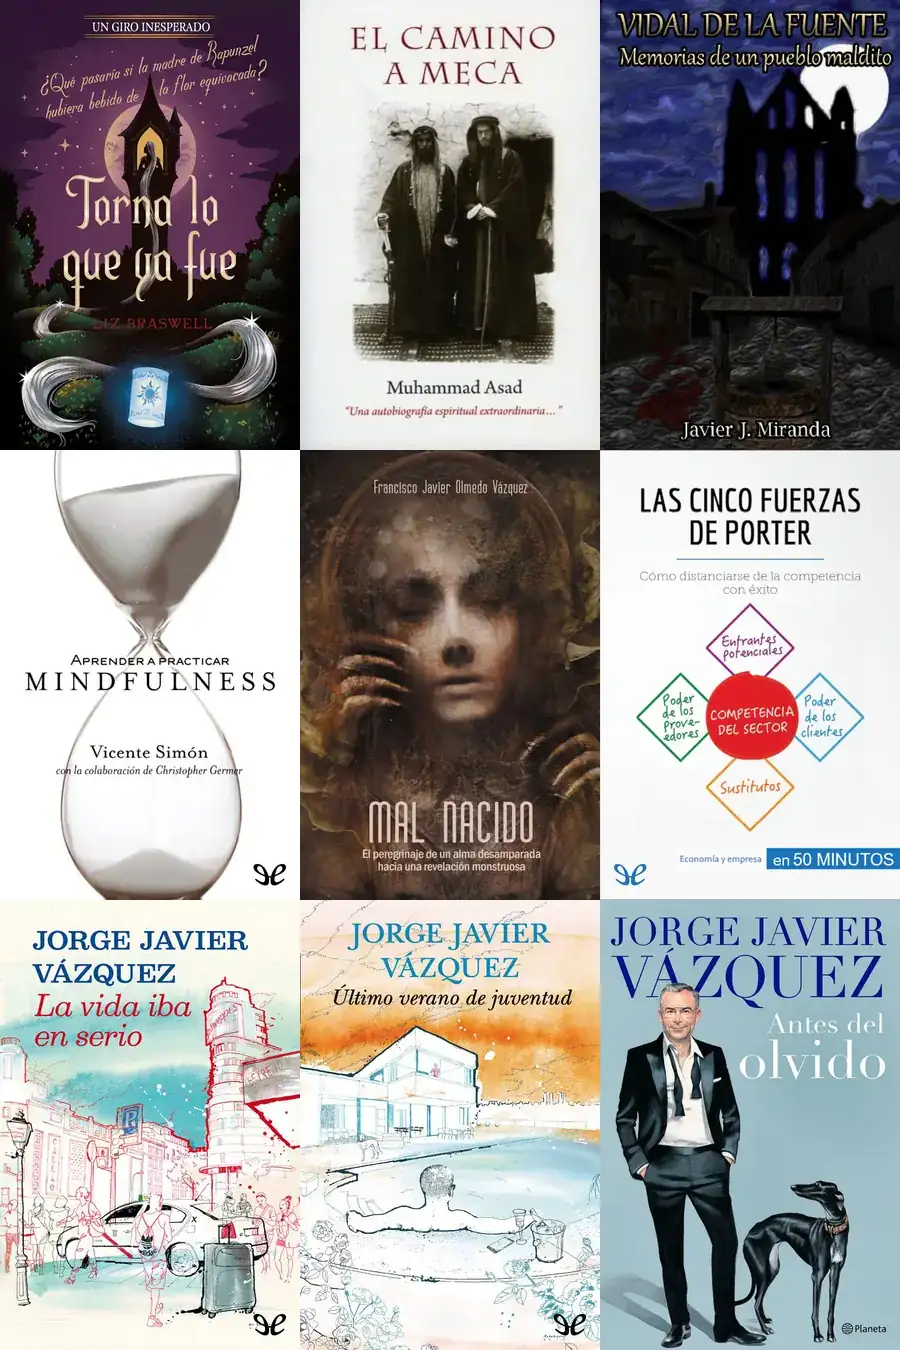 UN GIRO INESPERADO
¿Qué pasaría si la madre de Rapunzel
hubiera bebido de la flor equivocada?
Torna lo
que ya fue
LIZ BRASWELL
EL CAMINO
A MECA
Muhammad Asad
“Una autobiografía espiritual extraordinaria…”
VIDAL DE LA FUENTE
Memorias de un pueblo maldito
Javier J. Miranda
APRENDER A PRACTICAR
MINDFULNESS
Vicente Simón
con la colaboración de Christopher Germer
Francisco Javier Olmedo Vázquez
MAL NACIDO
El peregrinaje de un alma desamparada
hacia una revelación monstruosa
LAS CINCO FUERZAS
DE PORTER
Cómo distanciarse de la competencia
con éxito
Entrantes
potenciales
Poder
de los
prove-
edores
COMPETENCIA
DEL SECTOR
Poder
de los
clientes
Sustitutos
Economía y empresa en 50 MINUTOS
JORGE JAVIER
VÁZQUEZ
La vida iba
en serio
JORGE JAVIER
VÁZQUEZ
Último verano de juventud
JORGE JAVIER
VÁZQUEZ
Antes del
olvido
Planeta